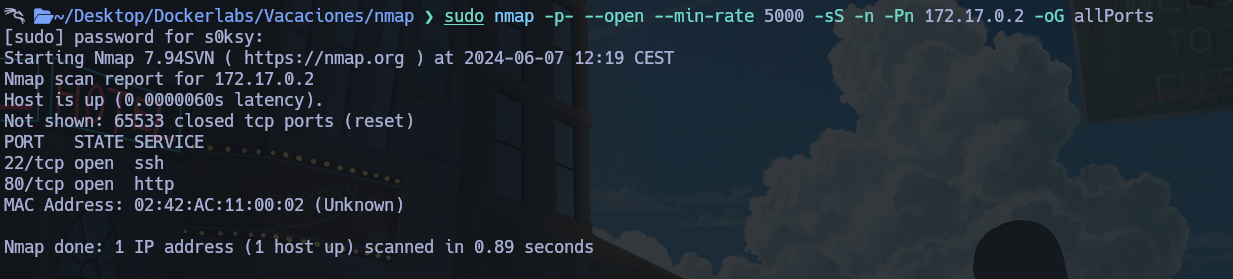 ~/Desktop/Dockerlabs/Vacaciones/nmap ❯ sudo nmap -p- --open --min-rate 5000 -sS -n -Pn 172.17.0.2 -oG allPorts
[sudo] password for s0ksy:
Starting Nmap 7.94SVN ( https://nmap.org ) at 2024-06-07 12:19 CEST
Nmap scan report for 172.17.0.2
Host is up (0.0000060s latency).
Not shown: 65533 closed tcp ports (reset)
PORT   STATE SERVICE
22/tcp open  ssh
80/tcp open  http
MAC Address: 02:42:AC:11:00:02 (Unknown)
Nmap done: 1 IP address (1 host up) scanned in 0.89 seconds
TO